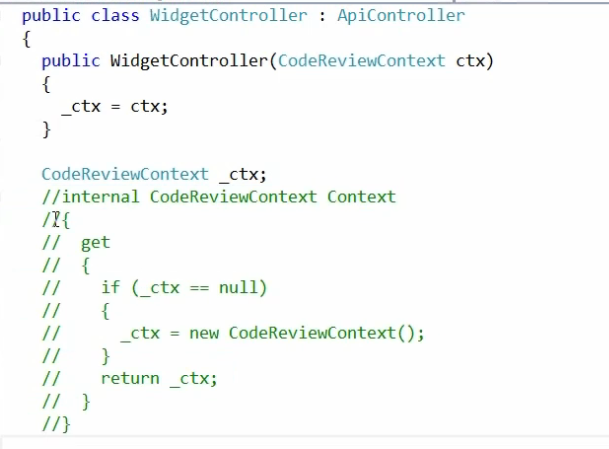 public class WidgetController : ApiController
{
  public WidgetController(CodeReviewContext ctx)
  {
    _ctx = ctx;
  }

  CodeReviewContext _ctx;
  //internal CodeReviewContext Context
  //{
  //  get
  //  {
  //    if (_ctx == null)
  //    {
  //      _ctx = new CodeReviewContext();
  //    }
  //    return _ctx;
  //  }
  //}